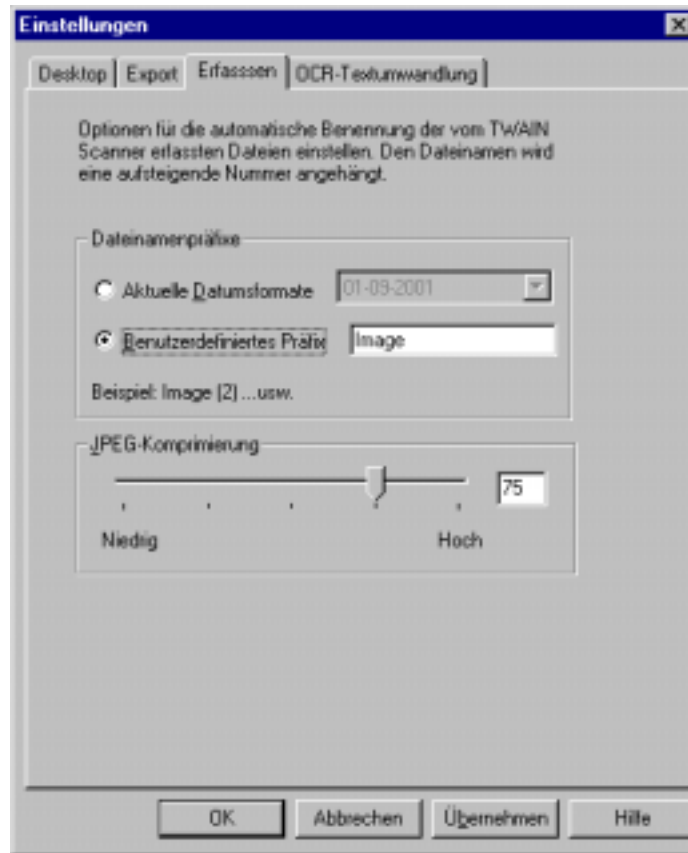 Einstellungen
Desktop Export Erfasssen OCR-Textumwandlung
Optionen für die automatische Benennung der vom TWAIN
Scanner erfassten Dateien einstellen. Den Dateinamen wird
eine aufsteigende Nummer angehängt.
Dateinamenpräfixe
Aktuelle Datumsformate 01-09-2001
Benutzerdefiniertes Präfix Image
Beispiel: Image (2) ...usw.
JPEG-Komprimierung
75
Niedrig Hoch
OK Abbrechen Übernehmen Hilfe